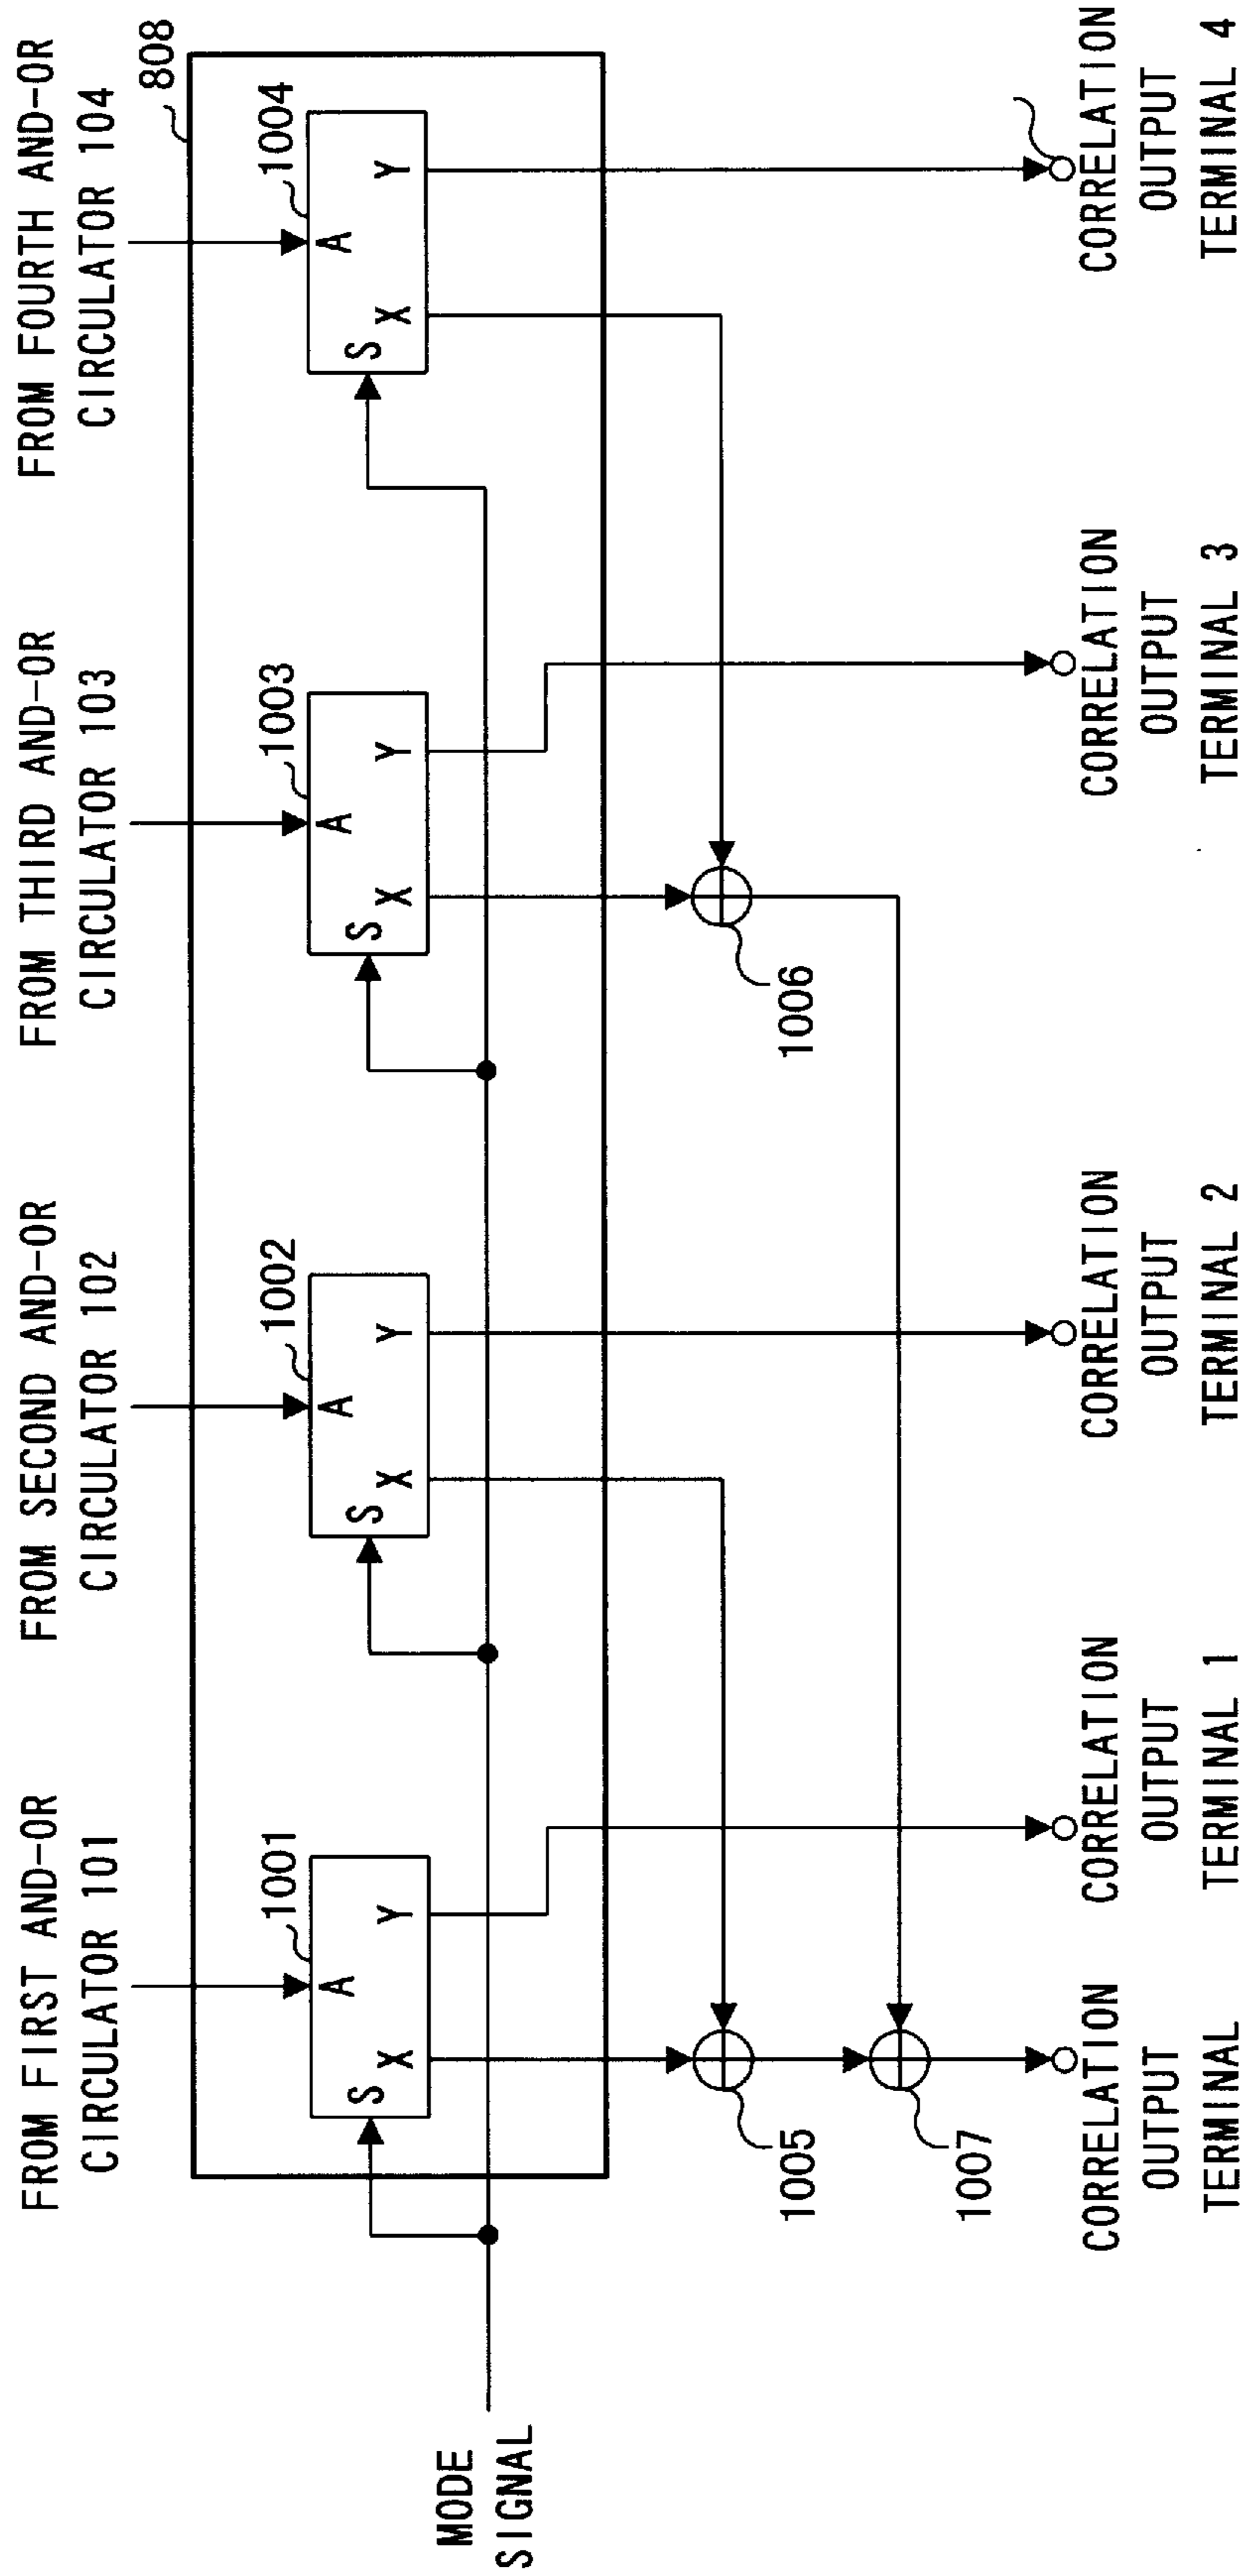 FROM FIRST AND-OR
CIRCULATOR 101
FROM SECOND AND-OR
CIRCULATOR 102
FROM THIRD AND-OR
CIRCULATOR 103
FROM FOURTH AND-OR
CIRCULATOR 104
808
1001
A
S
X
Y
1002
A
S
X
Y
1003
A
S
X
Y
1004
A
S
X
Y
MODE
SIGNAL
1005
1006
1007
CORRELATION
OUTPUT
TERMINAL
CORRELATION
OUTPUT
TERMINAL 1
CORRELATION
OUTPUT
TERMINAL 2
CORRELATION
OUTPUT
TERMINAL 3
CORRELATION
OUTPUT
TERMINAL 4